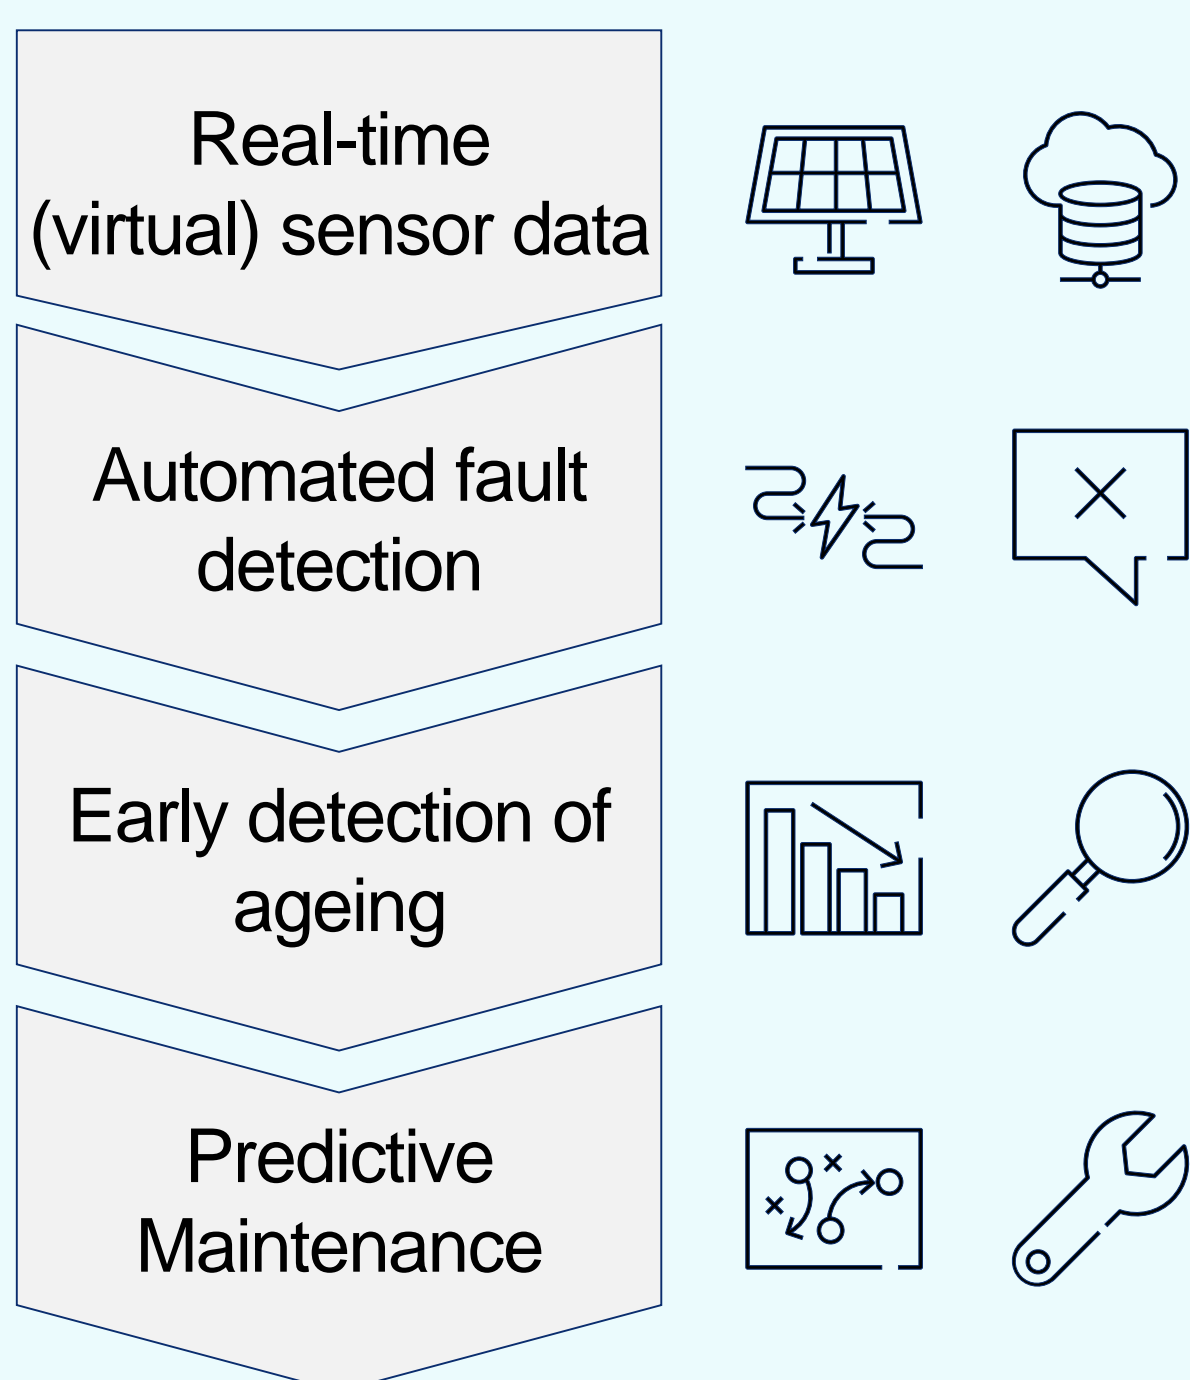 Real-time
(virtual) sensor data
Automated fault
detection
Early detection of
ageing
Predictive
Maintenance